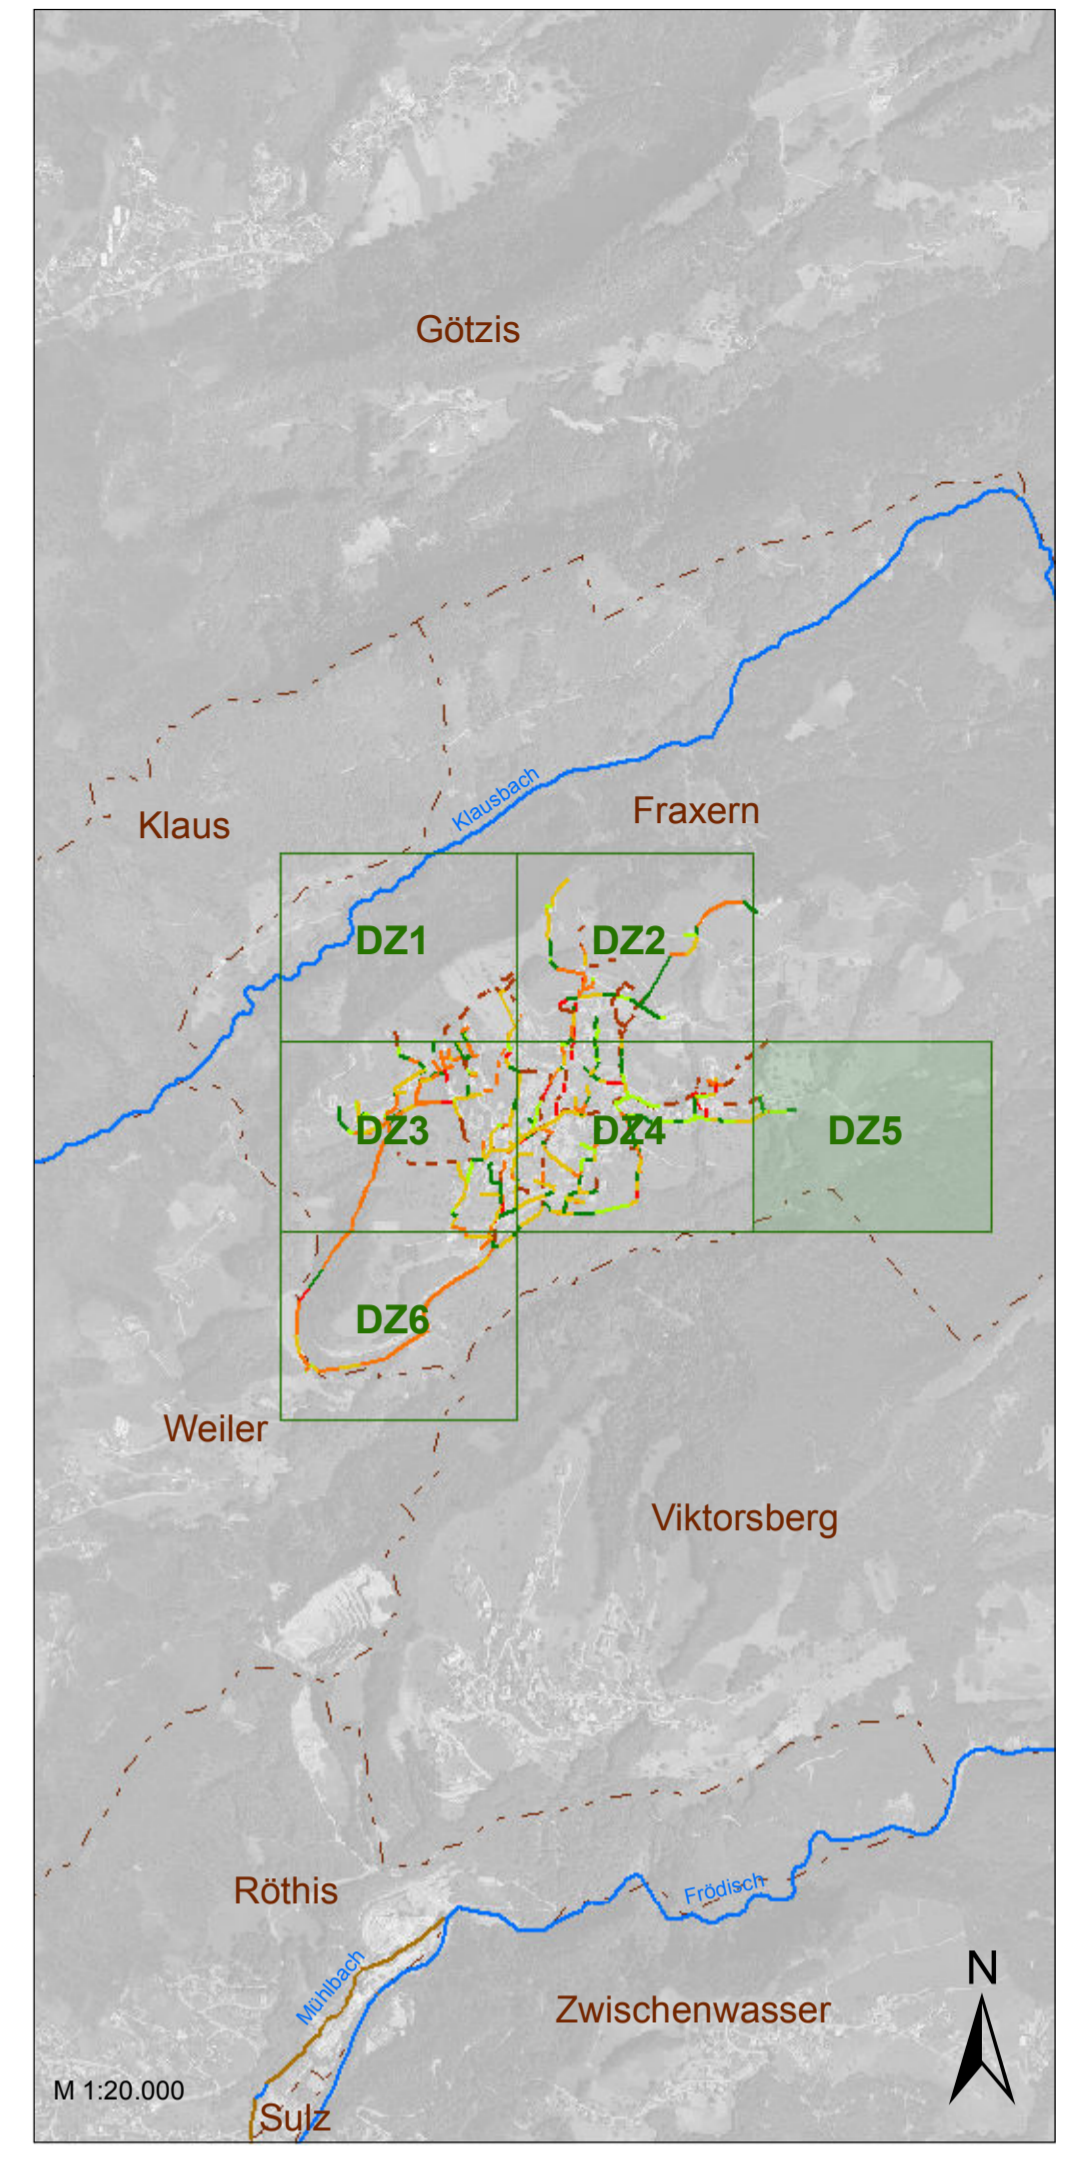 Götzis
Klausbach
Fraxern
Klaus
DZ1
DZ2
DZ3
DZ4
DZ5
DZ6
Weiler
Viktorsberg
Röthis
Frödisch
Mühlbach
N
Zwischenwasser
M 1:20.000
Sulz